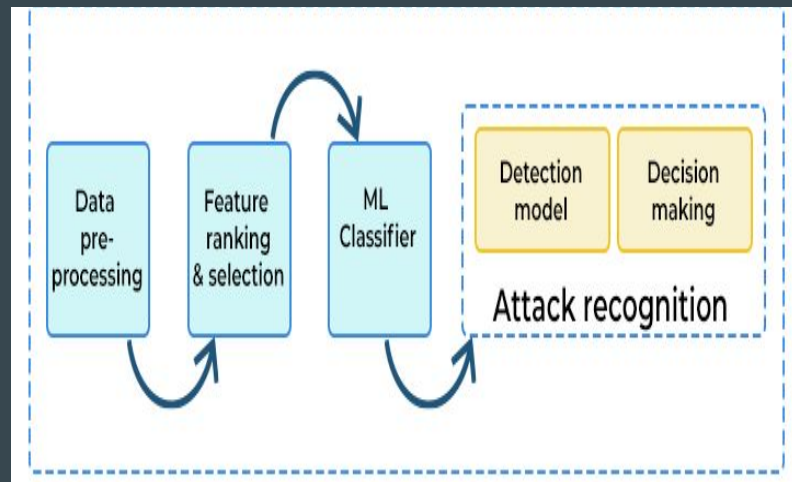 Data
pre-
processing
Feature
ranking
& selection
ML
Classifier
Detection
model
Decision
making
Attack recognition